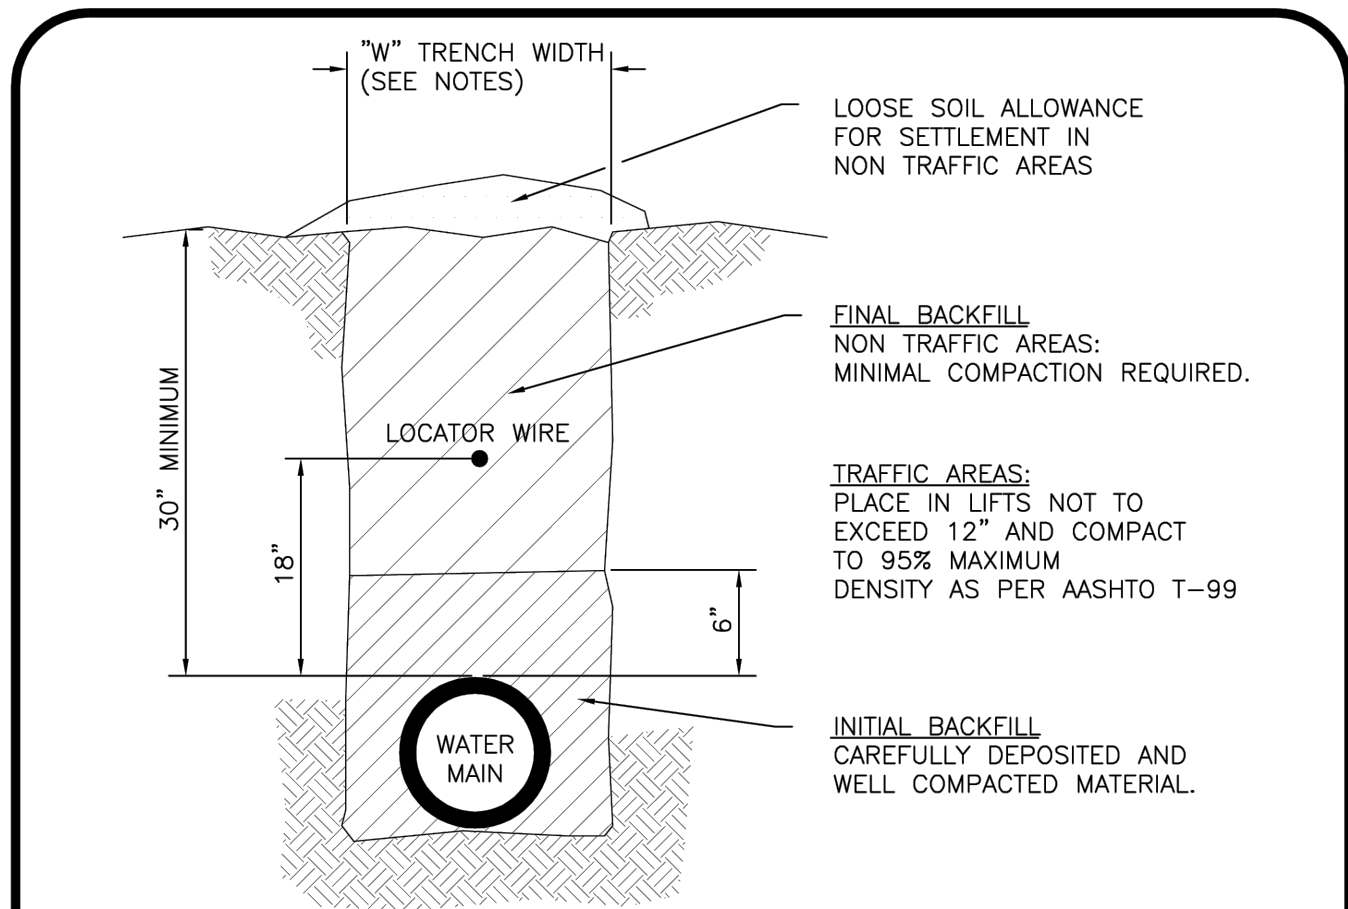 ”W” TRENCH WIDTH
(SEE NOTES)
LOOSE SOIL ALLOWANCE
FOR SETTLEMENT IN
NON TRAFFIC AREAS
FINAL BACKFILL
NON TRAFFIC AREAS:
MINIMAL COMPACTION REQUIRED.
LOCATOR WIRE
30” MINIMUM
18”
TRAFFIC AREAS:
PLACE IN LIFTS NOT TO
EXCEED 12” AND COMPACT
TO 95% MAXIMUM
DENSITY AS PER AASHTO T-99
6”
WATER
MAIN
INITIAL BACKFILL
CAREFULLY DEPOSITED AND
WELL COMPACTED MATERIAL.